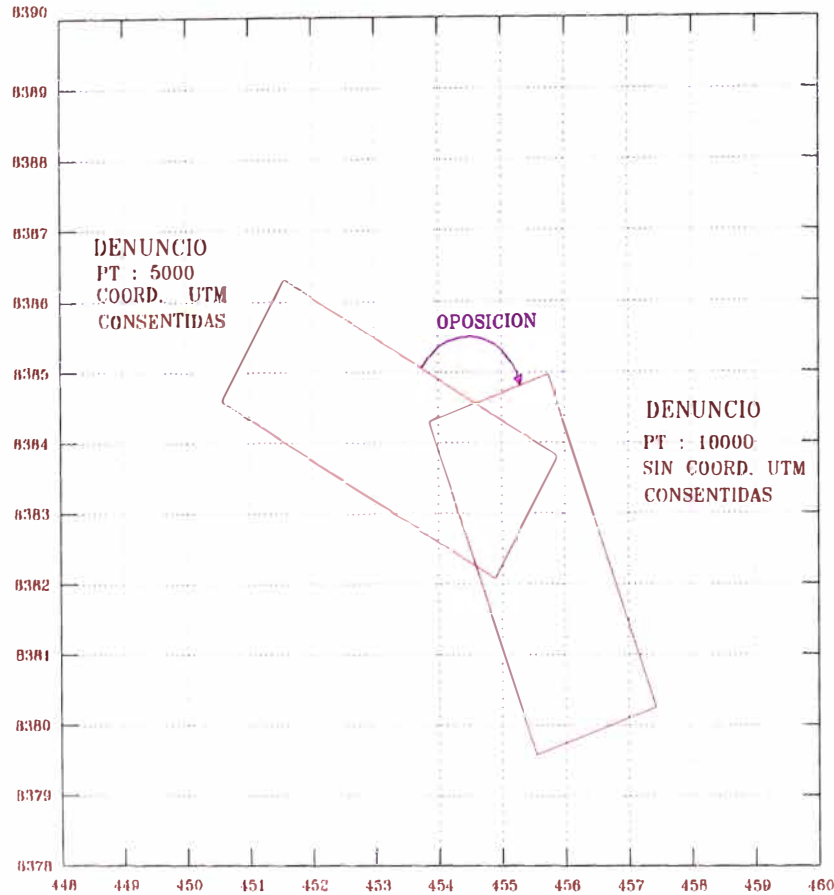 8390
8389
8388
8387
8386
8385
8384
8383
8382
8381
8380
8379
8378
DENUNCIO
PT : 5000
COORD. UTM
CONSENTIDAS
OPOSICION
DENUNCIO
PT : 10000
SIN COORD. UTM
CONSENTIDAS
448 449 450 451 452 453 454 455 456 457 458 459 460